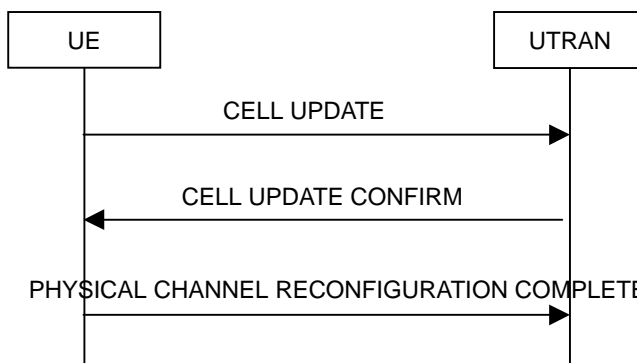 UE
UTRAN
CELL UPDATE
CELL UPDATE CONFIRM
PHYSICAL CHANNEL RECONFIGURATION COMPLETE